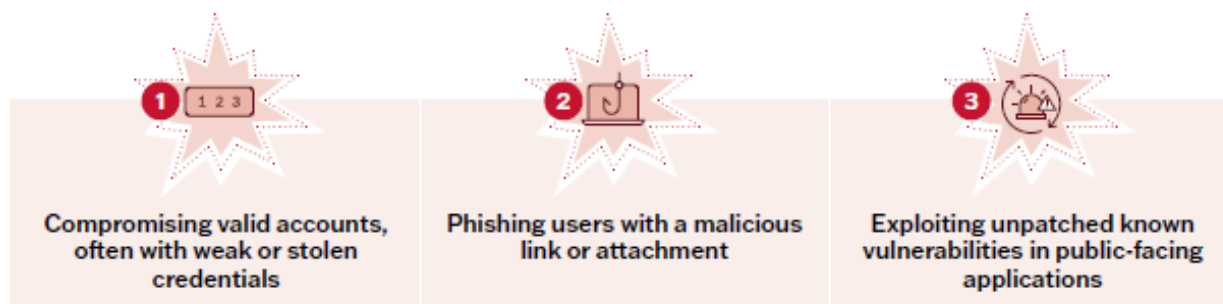 1
1 2 3
Compromising valid accounts,
often with weak or stolen
credentials
2
Phishing users with a malicious
link or attachment
3
Exploiting unpatched known
vulnerabilities in public-facing
applications